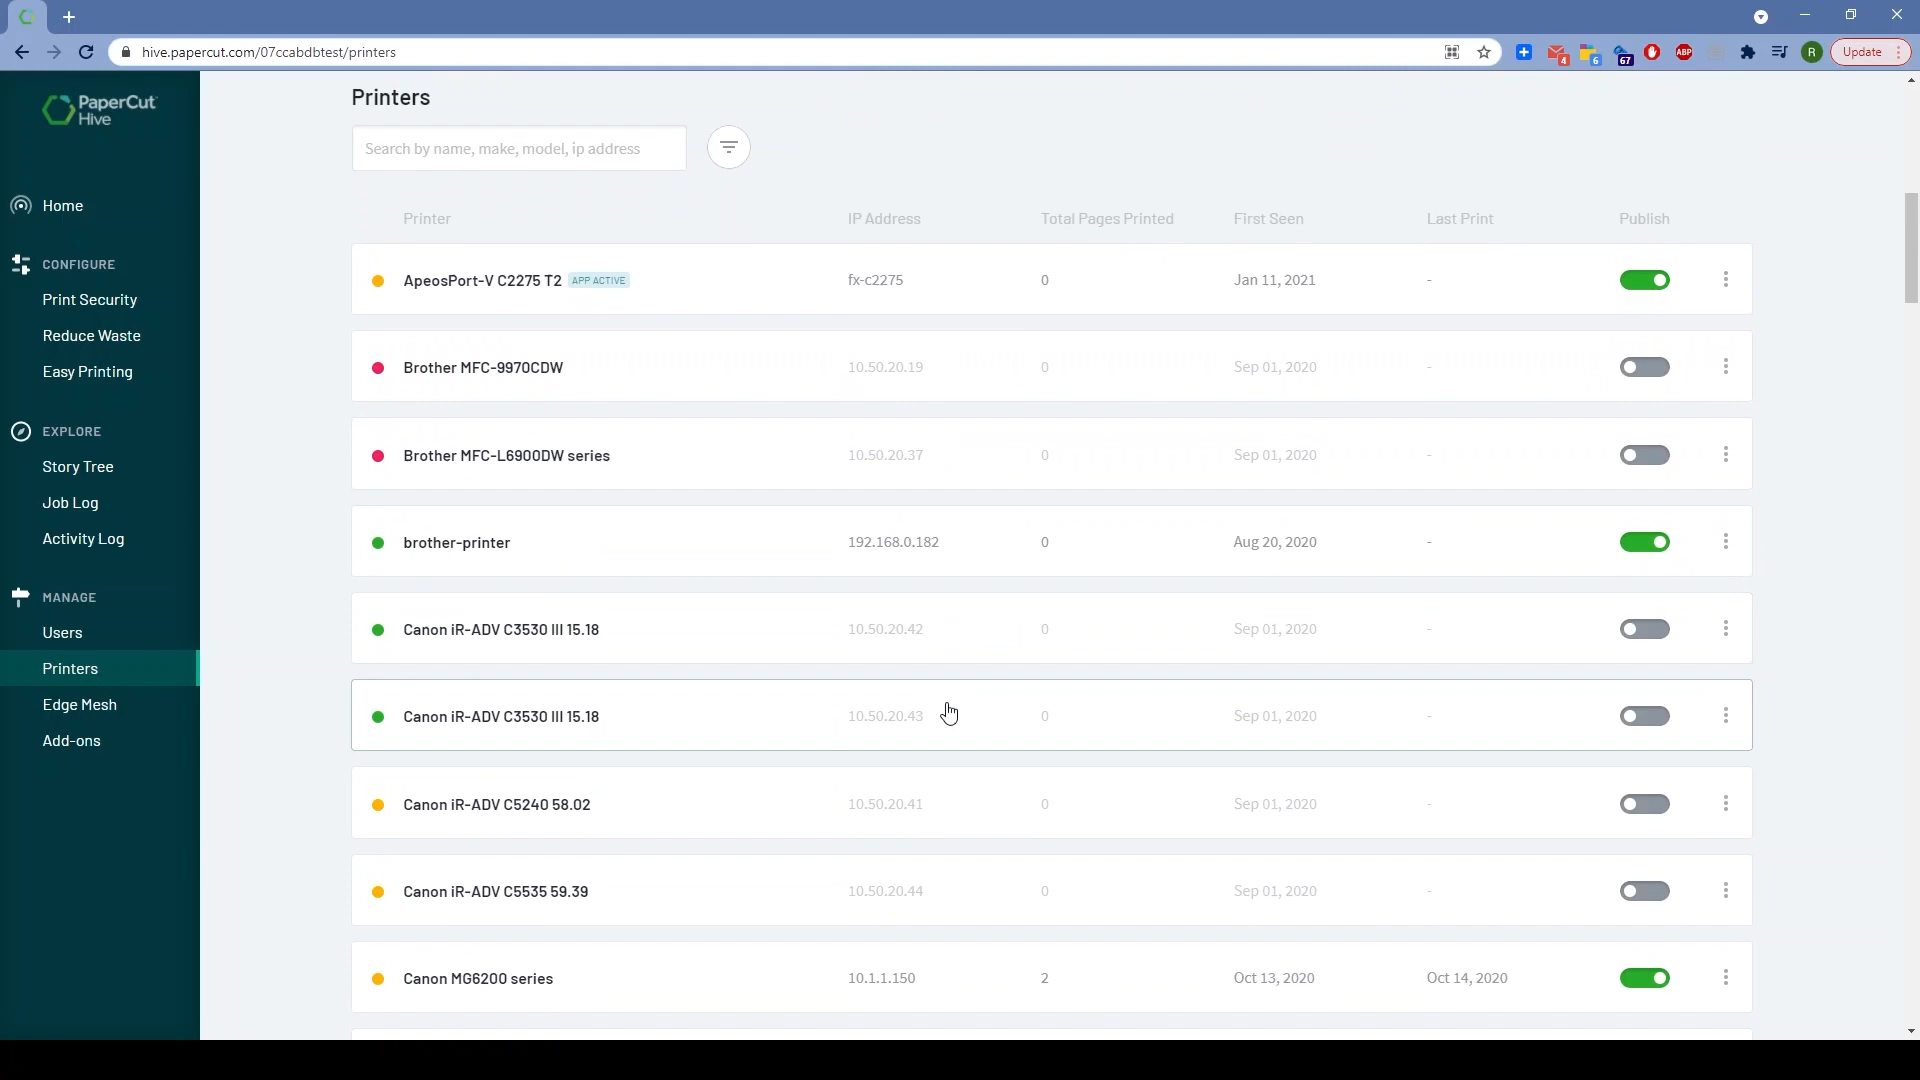 hive.papercut.com/07ccabdbtest/printers
4
6
67
ABP
R
Update
PaperCut
Hive
Home
CONFIGURE
Print Security
Reduce Waste
Easy Printing
EXPLORE
Story Tree
Job Log
Activity Log
MANAGE
Users
Printers
Edge Mesh
Add-ons
Printers
Search by name, make, model, ip address
Printer IP Address Total Pages Printed First Seen Last Print Publish
ApeosPort-V C2275 T2 APP ACTIVE fx-c2275 0 Jan 11, 2021 -
Brother MFC-9970CDW 10.50.20.19 0 Sep 01, 2020 -
Brother MFC-L6900DW series 10.50.20.37 0 Sep 01, 2020 -
brother-printer 192.168.0.182 0 Aug 20, 2020 -
Canon iR-ADV C3530 III 15.18 10.50.20.42 0 Sep 01, 2020 -
Canon iR-ADV C3530 III 15.18 10.50.20.43 0 Sep 01, 2020 -
Canon iR-ADV C5240 58.02 10.50.20.41 0 Sep 01, 2020 -
Canon iR-ADV C5535 59.39 10.50.20.44 0 Sep 01, 2020 -
Canon MG6200 series 10.1.1.150 2 Oct 13, 2020 Oct 14, 2020